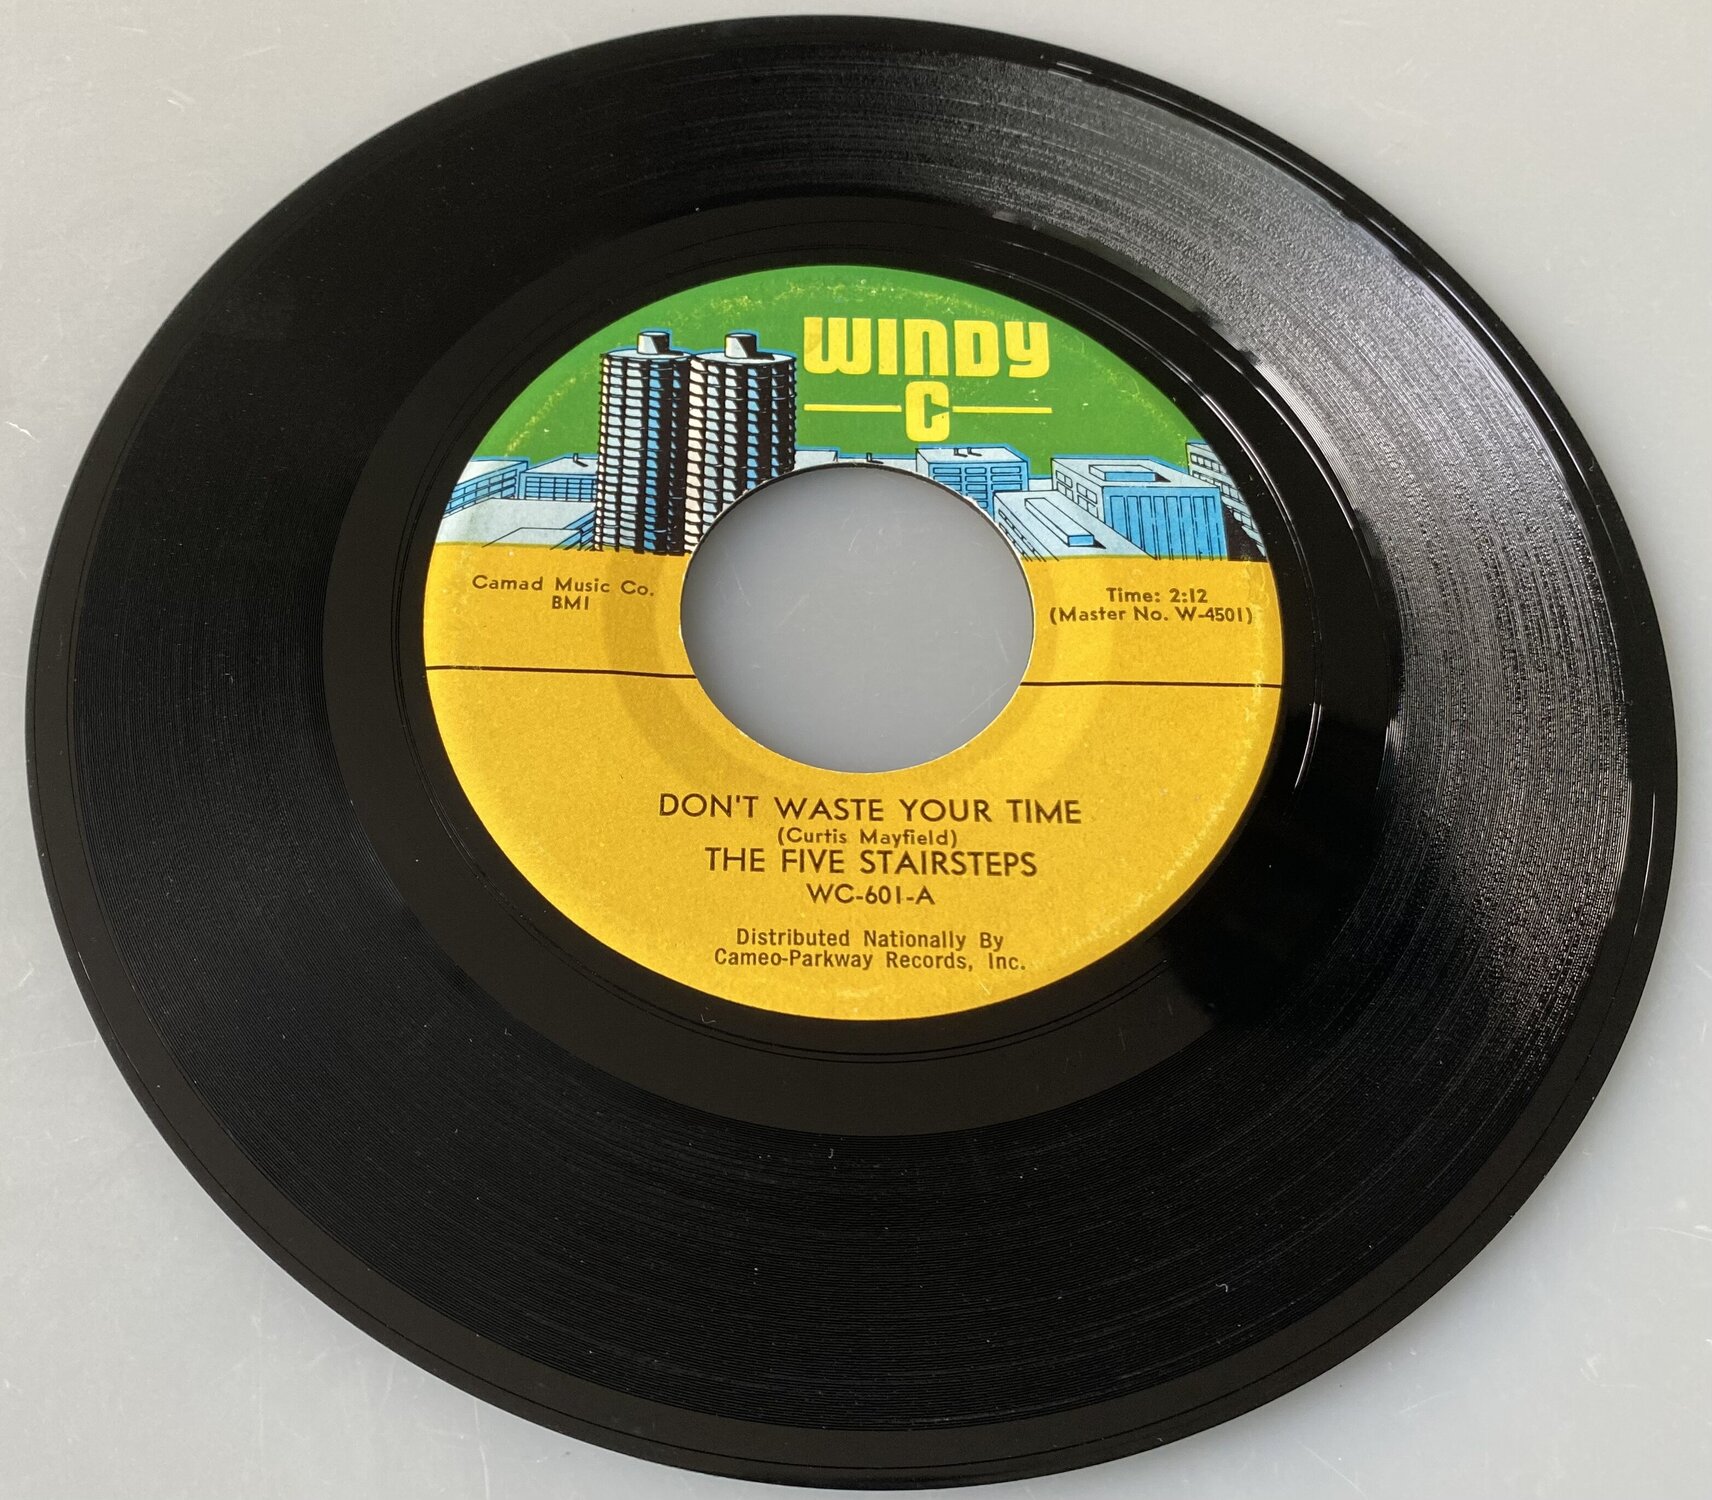 WINDY
C
Camad Music Co.
BMI
Time: 2:12
(Master No. W-4501)
DON'T WASTE YOUR TIME
(Curtis Mayfield)
THE FIVE STAIRSTEPS
WC-601-A
Distributed Nationally By
Cameo-Parkway Records, Inc.